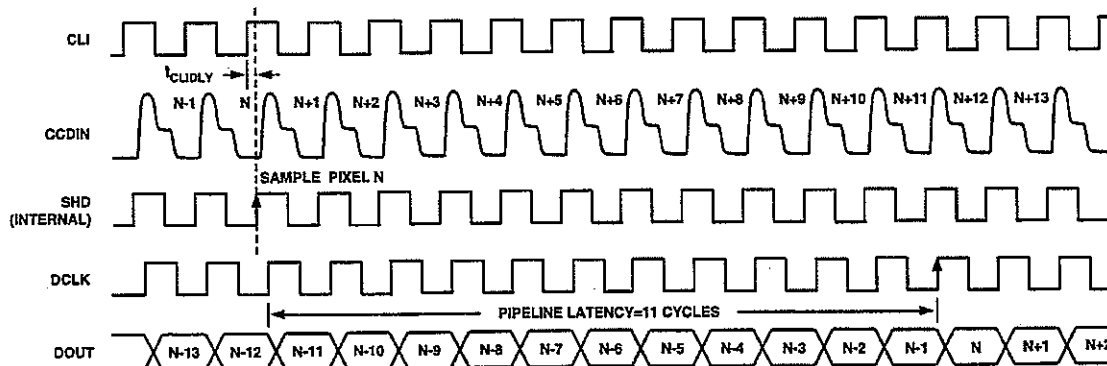 CLI
tCLIDLY
N-1 N N+1 N+2 N+3 N+4 N+5 N+6 N+7 N+8 N+9 N+10 N+11 N+12 N+13
CCDIN
SAMPLE PIXEL N
SHD
(INTERNAL)
DCLK
PIPELINE LATENCY=11 CYCLES
DOUT N-13 N-12 N-11 N-10 N-9 N-8 N-7 N-6 N-5 N-4 N-3 N-2 N-1 N N+1 N+2